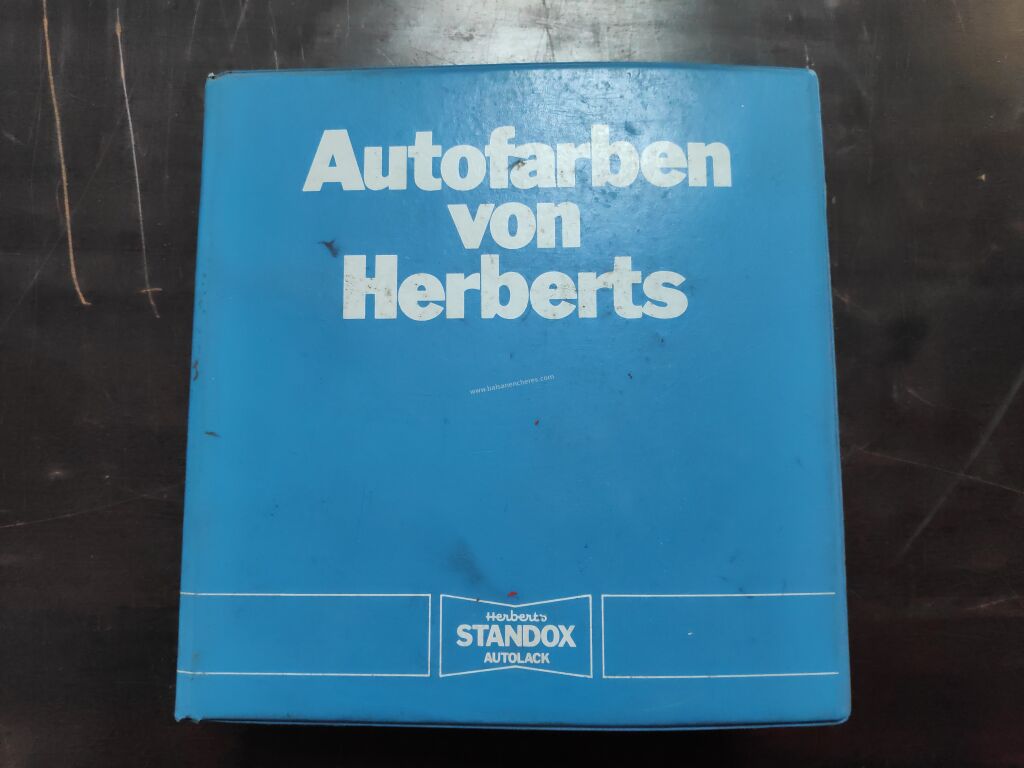 Autofarben
von
Herberts
www.balsanencheres.com
Herberts
STANDOX
AUTOLACK